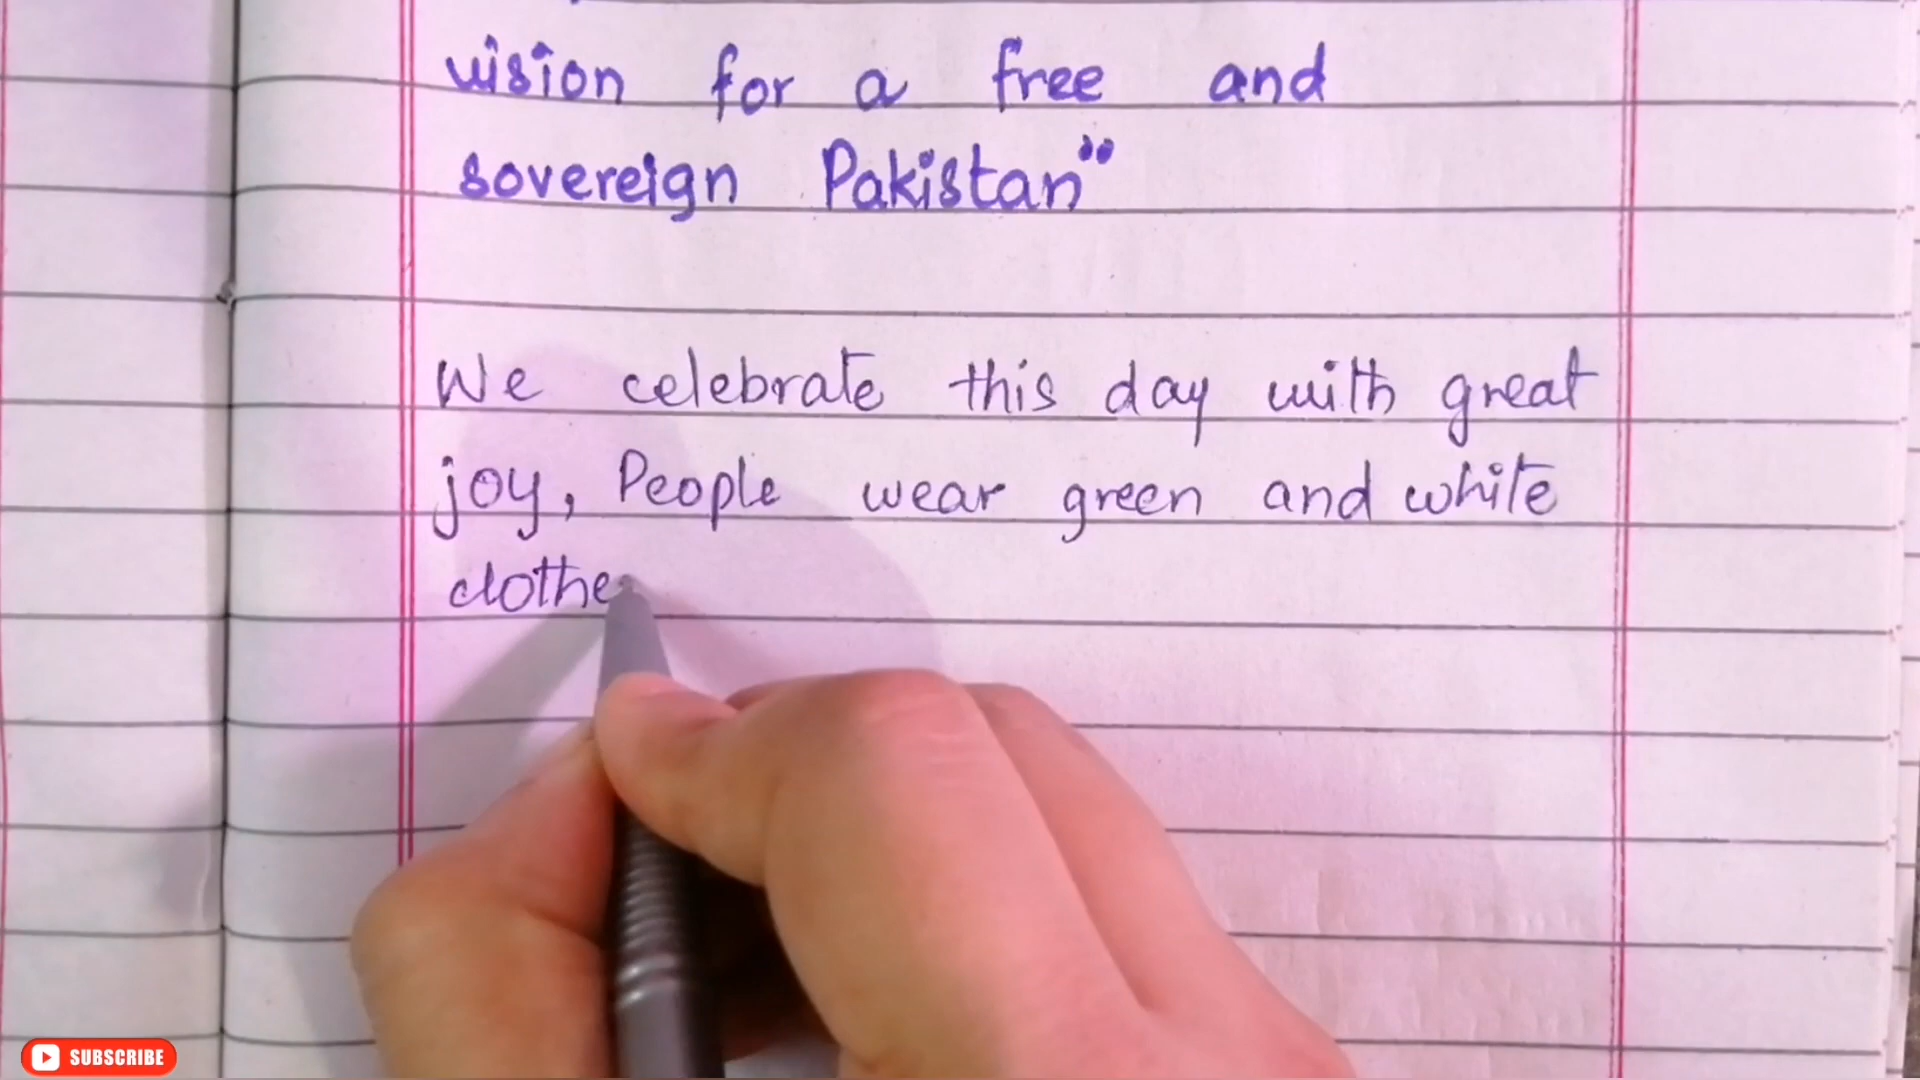 vision for a free and
sovereign Pakistan"
We celebrate this day with great
joy, People wear green and white
clothe
SUBSCRIBE